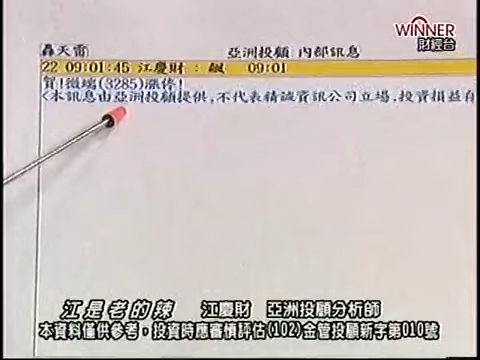 WINNER
財經台
轟天雷 亞洲投顧 內部訊息
22 09:01:45 江慶財:飆 09:01
賀!微端(3285)漲停!
<本訊息由亞洲投顧提供,不代表精誠資訊公司立場,投資損益自
江是老的辣 江慶財 亞洲投顧分析師
本資料僅供參考,投資時應審慎評估(102)金管投顧新字第010號